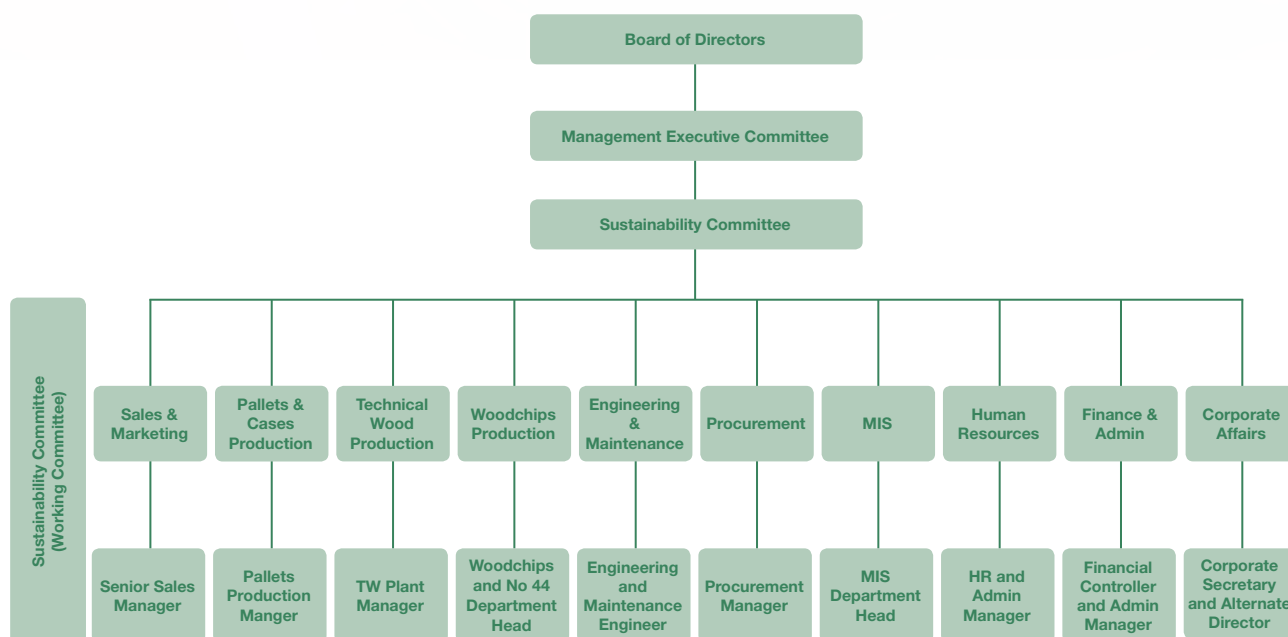 Board of Directors
Management Executive Committee
Sustainability Committee
Sustainability Committee
(Working Committee)
Sales &
Marketing
Pallets &
Cases
Production
Technical
Wood
Production
Woodchips
Production
Engineering
&
Maintenance
Procurement
MIS
Human
Resources
Finance &
Admin
Corporate
Affairs
Senior Sales
Manager
Pallets
Production
Manger
TW Plant
Manager
Woodchips
and No 44
Department
Head
Engineering
and
Maintenance
Engineer
Procurement
Manager
MIS
Department
Head
HR and
Admin
Manager
Financial
Controller
and Admin
Manager
Corporate
Secretary
and Alternate
Director